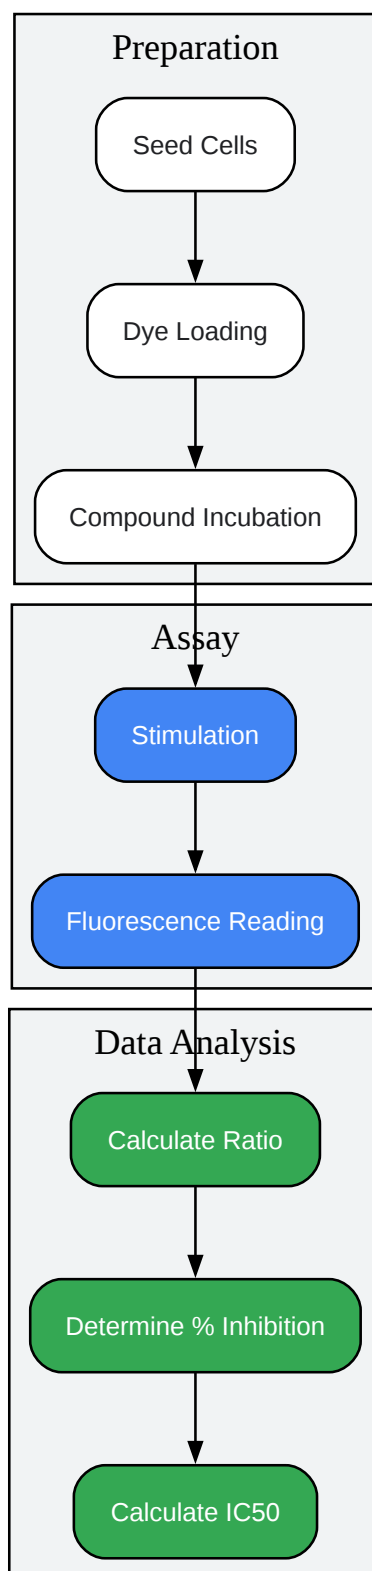 Preparation
Seed Cells
Dye Loading
Compound Incubation
Assay
Stimulation
Fluorescence Reading
Data Analysis
Calculate Ratio
Determine % Inhibition
Calculate IC50